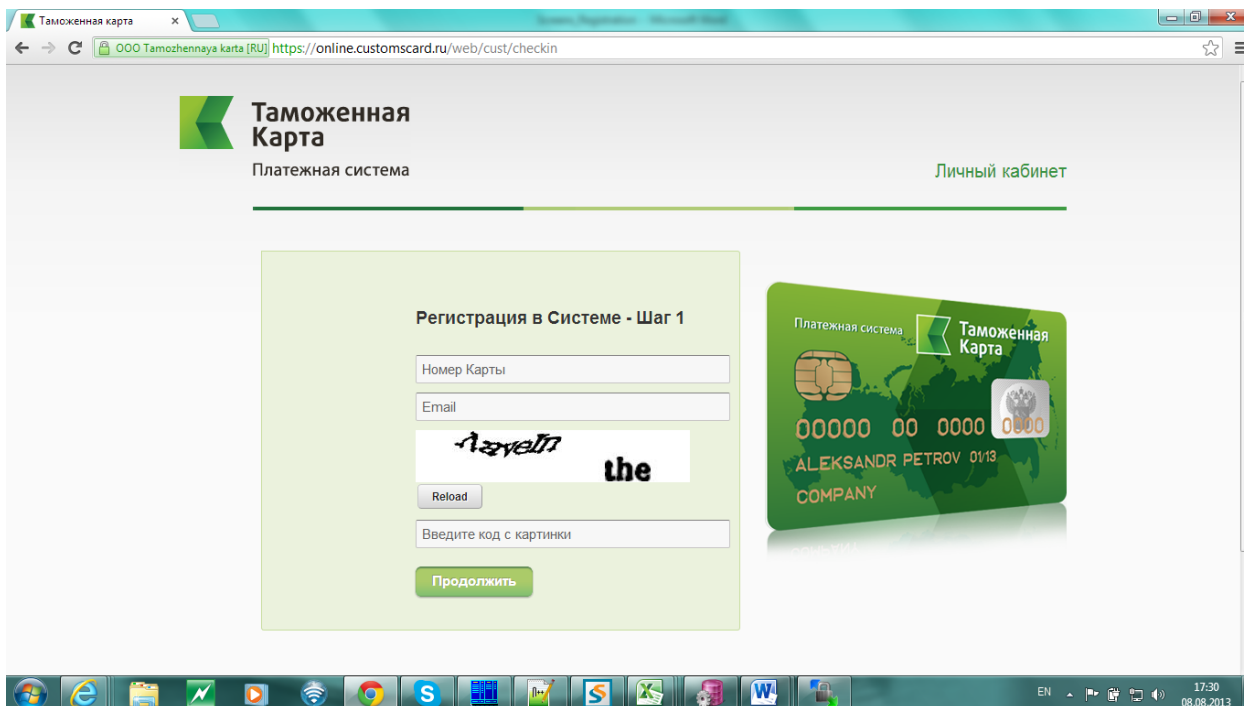 Таможенная карта
ООО Tamozhennaya karta [RU] https://online.customscard.ru/web/cust/checkin
Таможенная
Карта
Платежная система
Личный кабинет
Регистрация в Системе - Шаг 1
Номер Карты
Email
the
Reload
Введите код с картинки
Продолжить
Платежная система
Таможенная
Карта
00000 00 0000 0000
ALEKSANDR PETROV 01/13
COMPANY
EN
17:30
08.08.2013